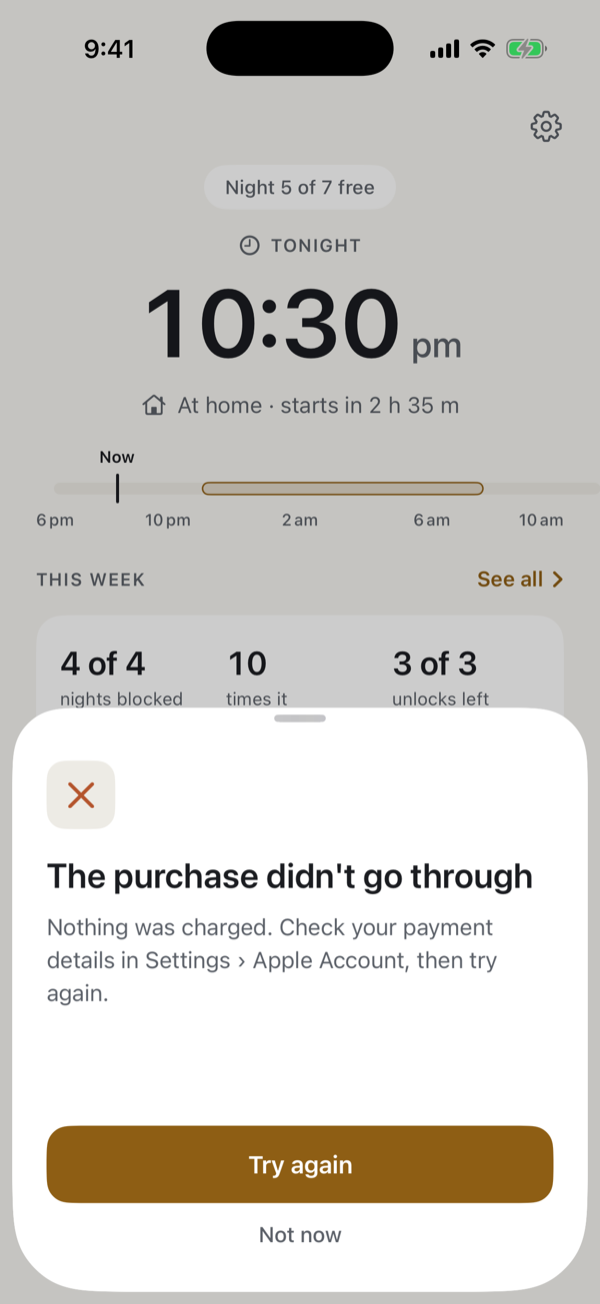 9:41
Night 5 of 7 free
TONIGHT
10:30 pm
At home · starts in 2 h 35 m
Now
6 pm 10 pm 2 am 6 am 10 am
THIS WEEK See all
4 of 4 10 3 of 3
nights blocked times it unlocks left
The purchase didn't go through
Nothing was charged. Check your payment
details in Settings › Apple Account, then try
again.
Try again
Not now